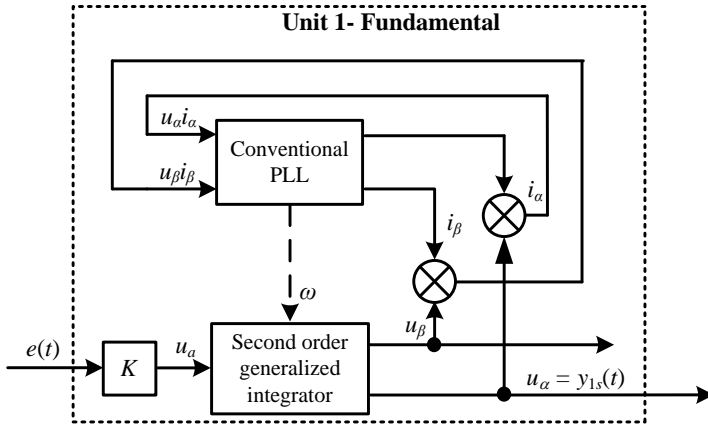 Unit 1- Fundamental
uαiα
Conventional
PLL
uβiβ
iα
iβ
ω
uβ
e(t)
K
ua
Second order
generalized
integrator
uα = y1s(t)